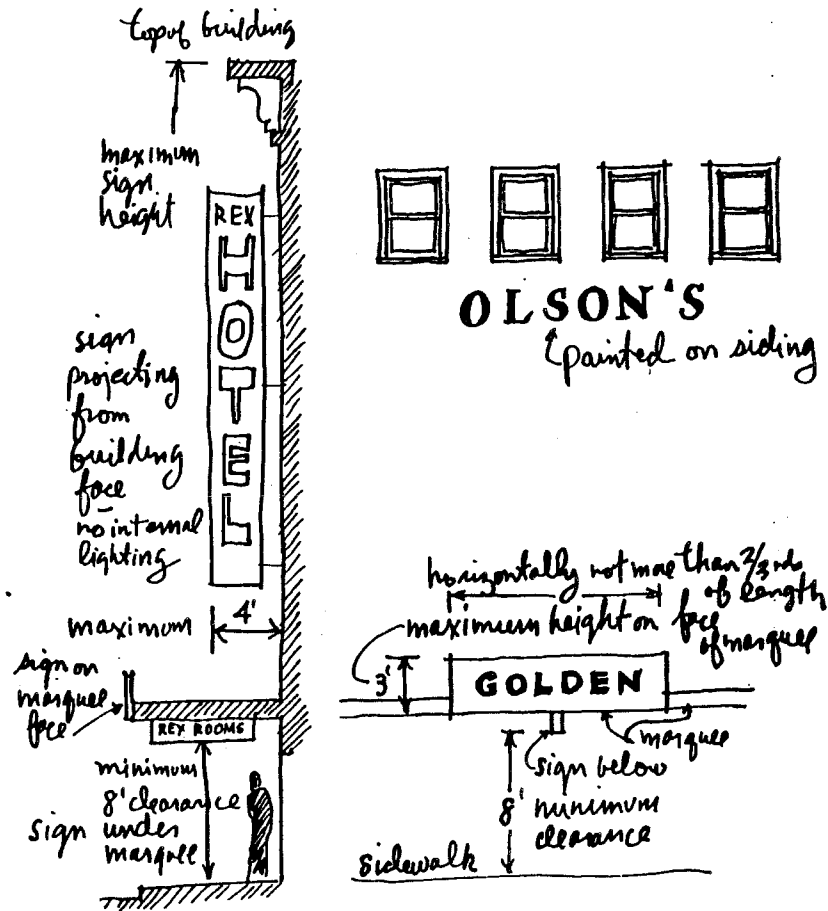 top of building
maximum
sign
height
REX
HOTEL
sign
projecting
from
building
face
no internal
lighting
maximum 4'
sign on
marquee
face
REX ROOMS
minimum
8' clearance
sign under
marquee
OLSON'S
painted on siding
horizontally not more than 2/3 rds
of length
maximum height on face
of marquee
3'
GOLDEN
marquee
sign below
8' minimum
clearance
sidewalk